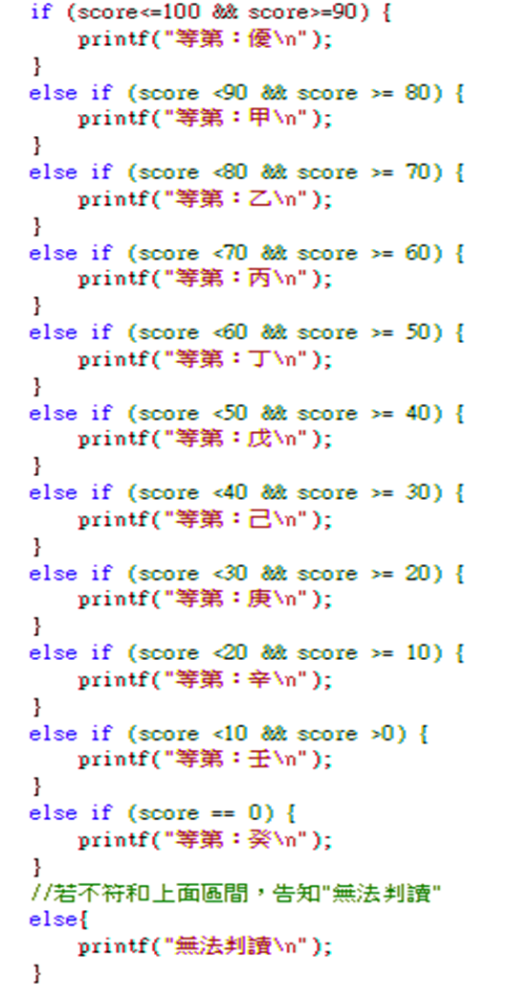 if (score<=100 && score>=90) {
printf("等第：優\n");
}
else if (score <90 && score >= 80) {
printf("等第：甲\n");
}
else if (score <80 && score >= 70) {
printf("等第：乙\n");
}
else if (score <70 && score >= 60) {
printf("等第：丙\n");
}
else if (score <60 && score >= 50) {
printf("等第：丁\n");
}
else if (score <50 && score >= 40) {
printf("等第：戊\n");
}
else if (score <40 && score >= 30) {
printf("等第：己\n");
}
else if (score <30 && score >= 20) {
printf("等第：庚\n");
}
else if (score <20 && score >= 10) {
printf("等第：辛\n");
}
else if (score <10 && score >0) {
printf("等第：壬\n");
}
else if (score == 0) {
printf("等第：癸\n");
}
//若不符和上面區間，告知"無法判讀"
else{
printf("無法判讀\n");
}